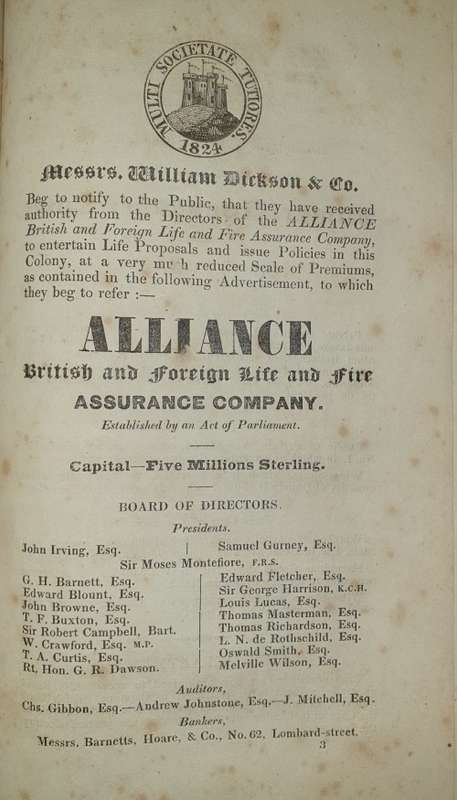 MULTI SOCIETATE TUTIORES.
1824
Messrs. William Dickson & Co.
Beg to notify to the Public, that they have received
authority from the Directors of the ALLIANCE
British and Foreign Life and Fire Assurance Company,
to entertain Life Proposals and issue Policies in this
Colony, at a very mu h reduced Scale of Premiums,
as contained in the following Advertisement, to which
they beg to refer :—
ALLIANCE
British and Foreign Life and Fire
ASSURANCE COMPANY.
Established by an Act of Parliament.
Capital—Five Millions Sterling.
BOARD OF DIRECTORS.
Presidents.
John Irving, Esq. | Samuel Gurney, Esq.
Sir Moses Montefiore, F.R.S.
G. H. Barnett, Esq.
Edward Blount, Esq.
John Browne, Esq.
T. F. Buxton, Esq.
Sir Robert Campbell, Bart.
W. Crawford, Esq. M.P.
T. A. Curtis, Esq.
Rt. Hon. G. R. Dawson.
Edward Fletcher, Esq.
Sir George Harrison, K.C.H.
Louis Lucas, Esq.
Thomas Masterman, Esq.
Thomas Richardson, Esq.
L. N. de Rothschild, Esq.
Oswald Smith, Esq.
Melville Wilson, Esq.
Auditors,
Chs. Gibbon, Esq.—Andrew Johnstone, Esq.—J. Mitchell, Esq.
Bankers,
Messrs. Barnetts, Hoare, & Co., No. 62, Lombard-street.
3